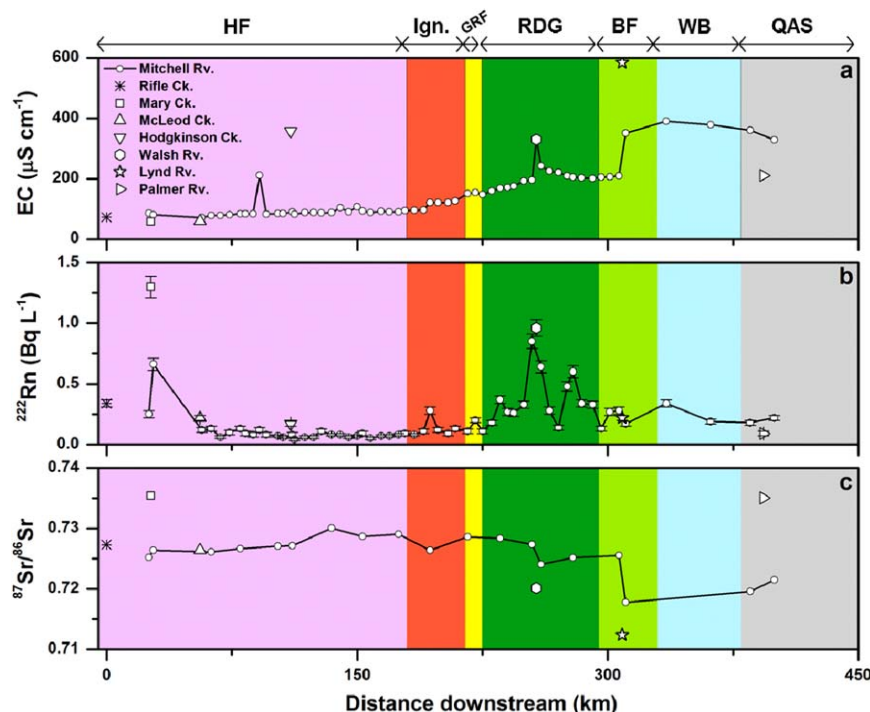 HF Ign. GRF RDG BF WB QAS
600
400
200
0
EC (µS cm⁻¹)
a
Mitchell Rv.
Rifle Ck.
Mary Ck.
McLeod Ck.
Hodgkinson Ck.
Walsh Rv.
Lynd Rv.
Palmer Rv.
1.5
1.0
0.5
0.0
²²²Rn (Bq L⁻¹)
b
0.74
0.73
0.72
0.71
⁸⁷Sr/⁸⁶Sr
c
0 150 300 450
Distance downstream (km)